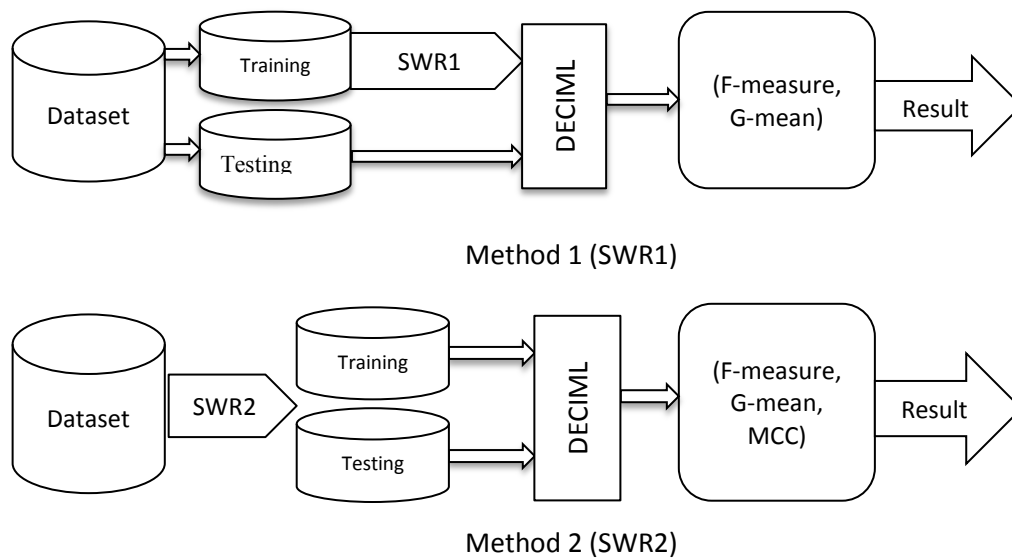 Dataset
Training
SWR1
Testing
DECIML
(F-measure,
G-mean)
Result
Method 1 (SWR1)
Dataset
SWR2
Training
Testing
DECIML
(F-measure,
G-mean,
MCC)
Result
Method 2 (SWR2)